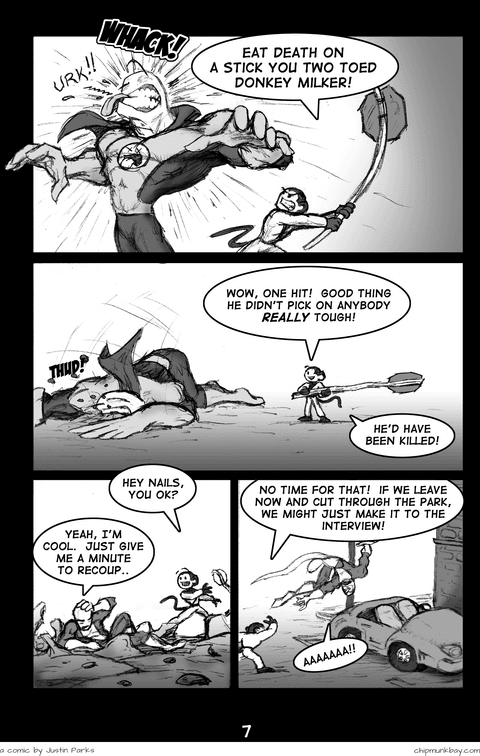 WHACK!
URK!!
EAT DEATH ON
A STICK YOU TWO TOED
DONKEY MILKER!
WOW, ONE HIT! GOOD THING
HE DIDN'T PICK ON ANYBODY
REALLY TOUGH!
THUD!
HE'D HAVE
BEEN KILLED!
HEY NAILS,
YOU OK?
YEAH, I'M
COOL. JUST GIVE
ME A MINUTE
TO RECOUP..
NO TIME FOR THAT! IF WE LEAVE
NOW AND CUT THROUGH THE PARK,
WE MIGHT JUST MAKE IT TO THE
INTERVIEW!
AAAAAAA!!
7
a comic by Justin Parks
chipmunkbay.com